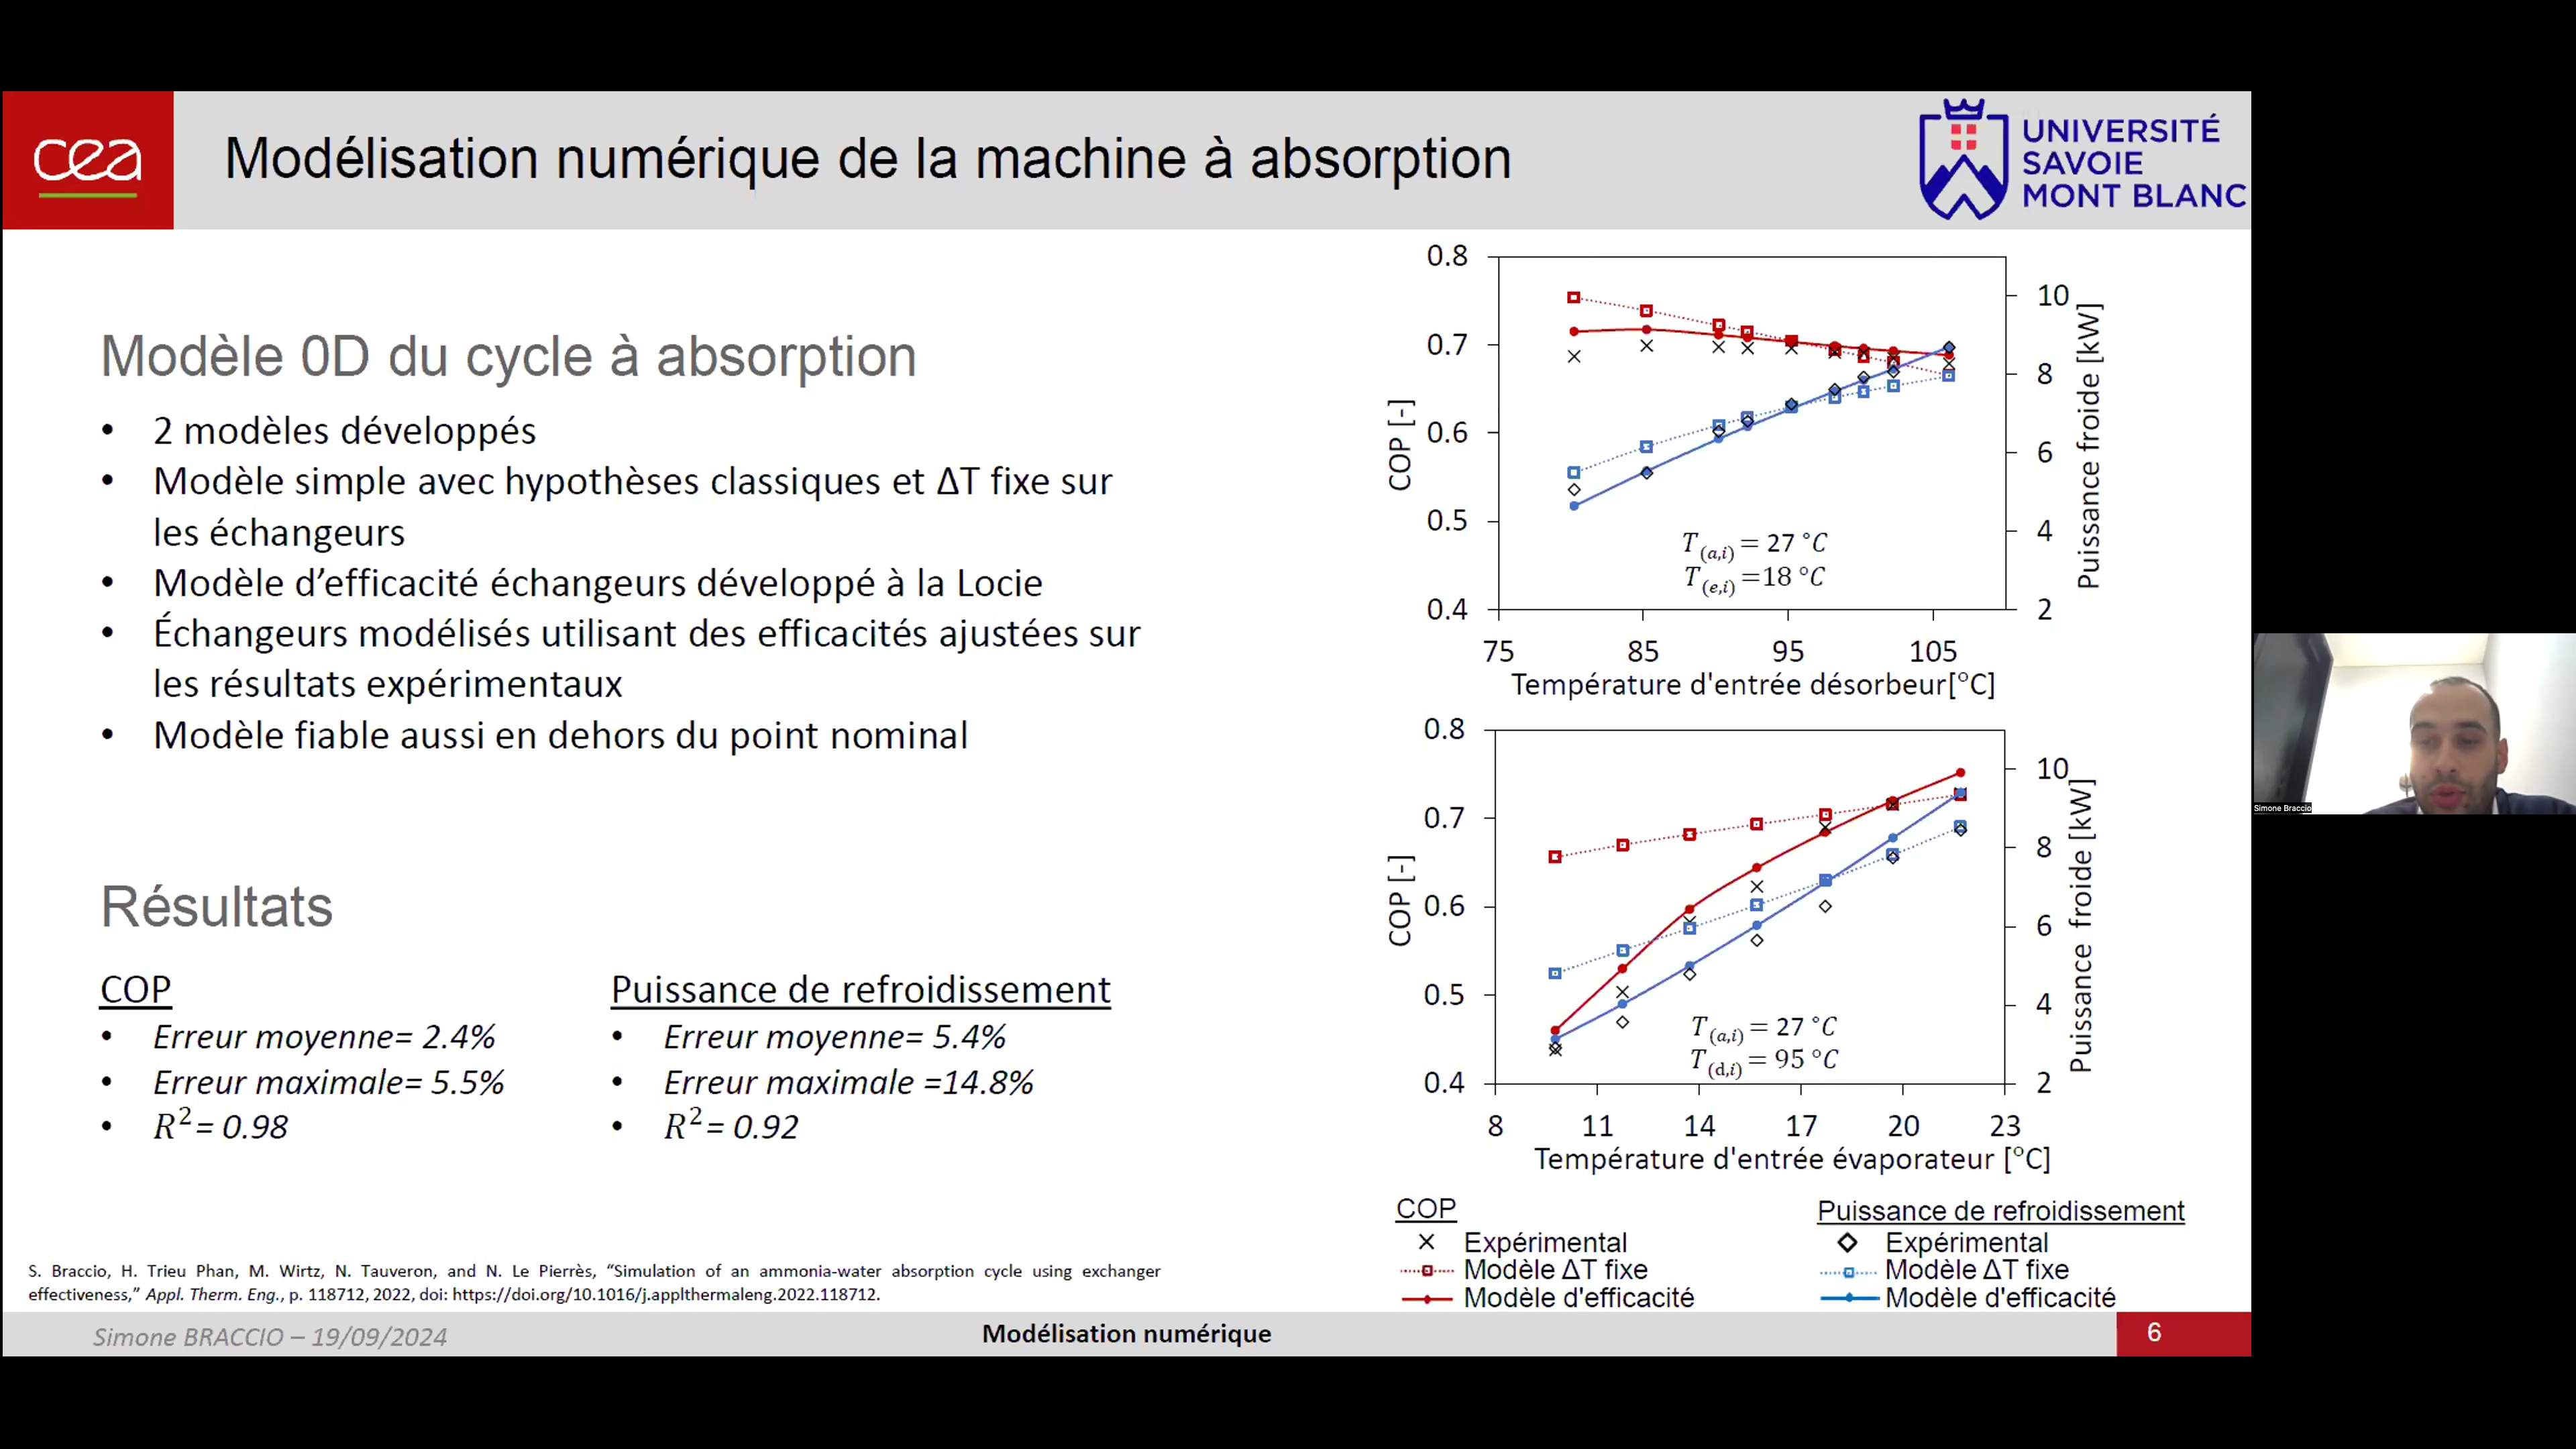 cea
Modélisation numérique de la machine à absorption
UNIVERSITÉ
SAVOIE
MONT BLANC
Modèle 0D du cycle à absorption
• 2 modèles développés
• Modèle simple avec hypothèses classiques et ΔT fixe sur
les échangeurs
• Modèle d’efficacité échangeurs développé à la Locie
• Échangeurs modélisés utilisant des efficacités ajustées sur
les résultats expérimentaux
• Modèle fiable aussi en dehors du point nominal
Résultats
COP
• Erreur moyenne= 2.4%
• Erreur maximale= 5.5%
• R²= 0.98
Puissance de refroidissement
• Erreur moyenne= 5.4%
• Erreur maximale =14.8%
• R²= 0.92
S. Braccio, H. Trieu Phan, M. Wirtz, N. Tauveron, and N. Le Pierrès, “Simulation of an ammonia-water absorption cycle using exchanger
effectiveness,” Appl. Therm. Eng., p. 118712, 2022, doi: https://doi.org/10.1016/j.applthermaleng.2022.118712.
0.8
0.7
0.6
0.5
0.4
COP [-]
10
8
6
4
2
Puissance froide [kW]
T(a,i) = 27 °C
T(e,i) =18 °C
75 85 95 105
Température d'entrée désorbeur[°C]
0.8
0.7
0.6
0.5
0.4
COP [-]
10
8
6
4
2
Puissance froide [kW]
T(a,i) = 27 °C
T(d,i) = 95 °C
8 11 14 17 20 23
Température d'entrée évaporateur [°C]
COP
Expérimental
Modèle ΔT fixe
Modèle d'efficacité
Puissance de refroidissement
Expérimental
Modèle ΔT fixe
Modèle d'efficacité
Simone BRACCIO – 19/09/2024
Modélisation numérique
6
Simone Braccio